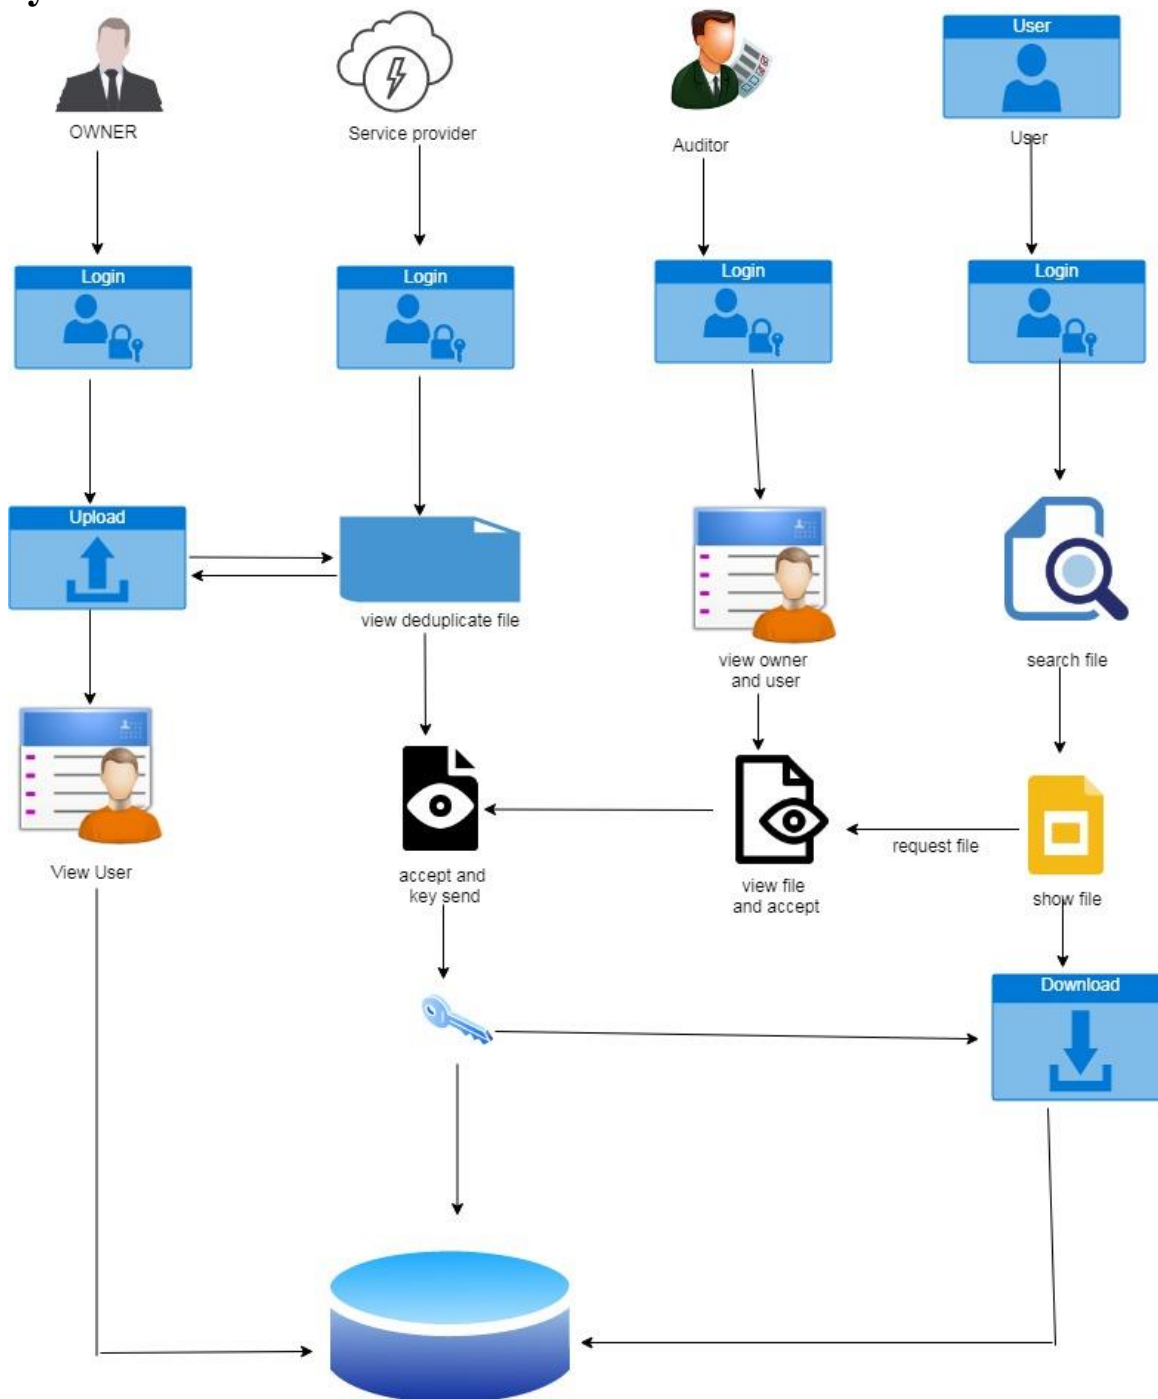 y
OWNER
Service provider
Auditor
User
User
Login
Login
Login
Login
Upload
view deduplicate file
view owner
and user
search file
View User
accept and
key send
view file
and accept
request file
show file
Download